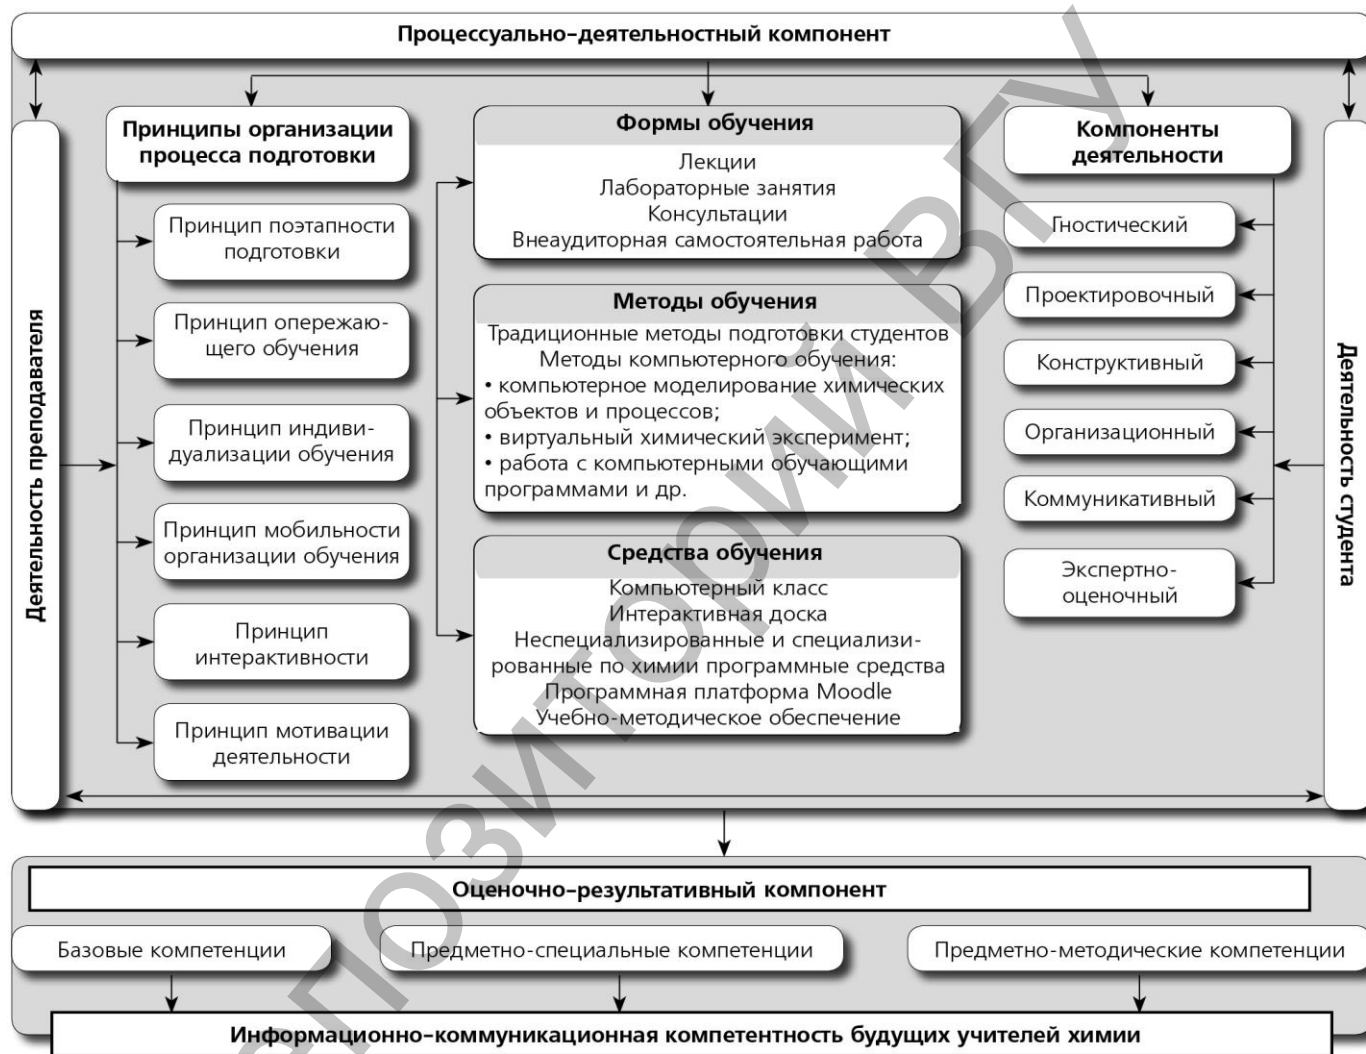 Процессуально-деятельностный компонент
Деятельность преподавателя
Принципы организации
процесса подготовки
Принцип поэтапности
подготовки
Принцип опережаю-
щего обучения
Принцип индиви-
дуализации обучения
Принцип мобильности
организации обучения
Принцип
интерактивности
Принцип мотивации
деятельности
Формы обучения
Лекции
Лабораторные занятия
Консультации
Внеаудиторная самостоятельная работа
Методы обучения
Традиционные методы подготовки студентов
Методы компьютерного обучения:
• компьютерное моделирование химических
объектов и процессов;
• виртуальный химический эксперимент;
• работа с компьютерными обучающими
программами и др.
Средства обучения
Компьютерный класс
Интерактивная доска
Неспециализированные и специализи-
рованные по химии программные средства
Программная платформа Moodle
Учебно-методическое обеспечение
Компоненты
деятельности
Гностический
Проектировочный
Конструктивный
Организационный
Коммуникативный
Экспертно-
оценочный
Деятельность студента
Оценочно-результативный компонент
Базовые компетенции
Предметно-специальные компетенции
Предметно-методические компетенции
Информационно-коммуникационная компетентность будущих учителей химии
епозиторий ВГУ